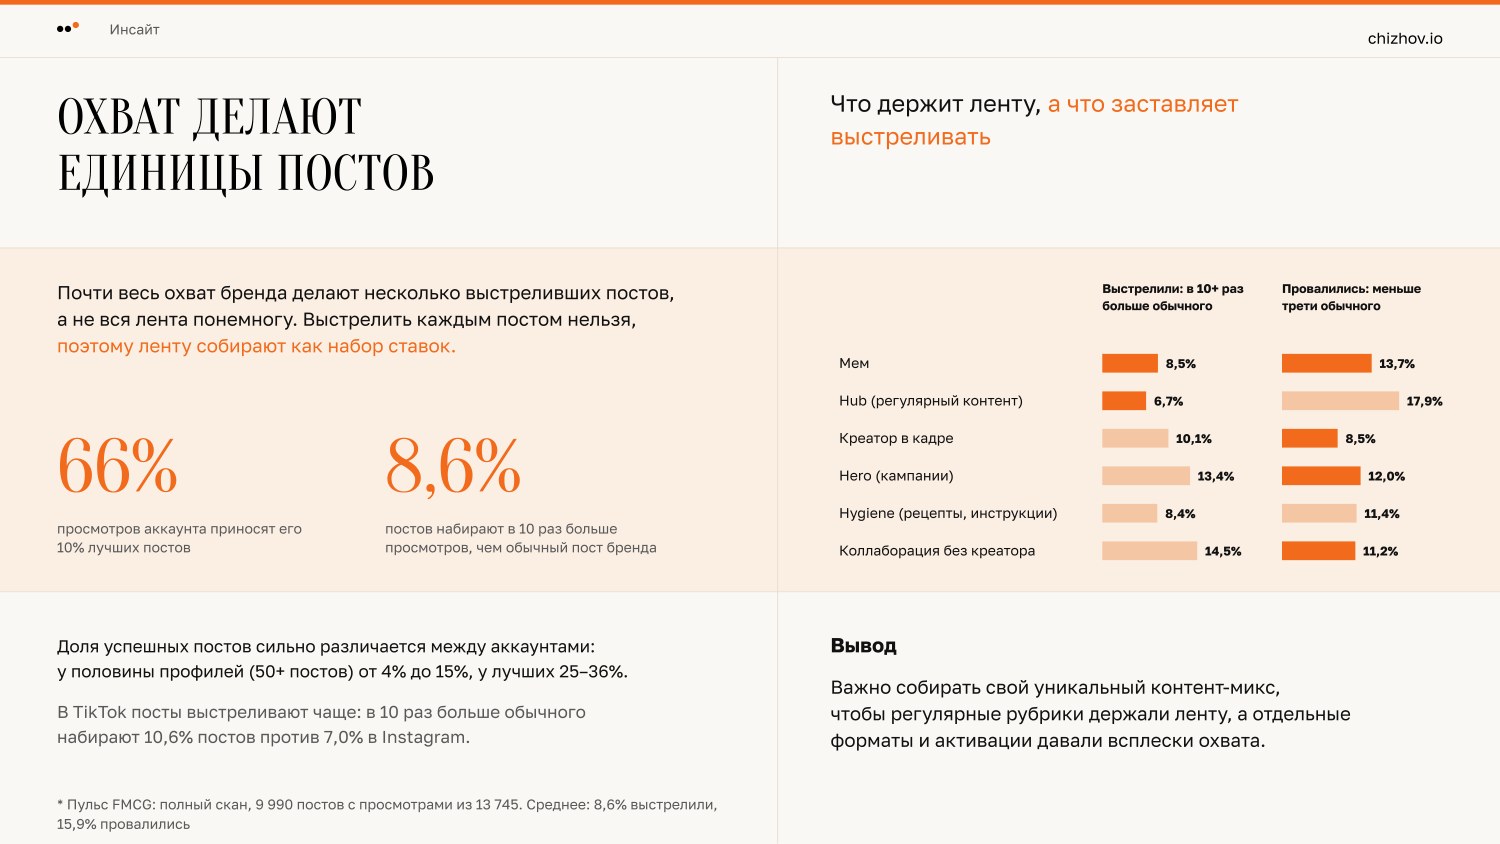 Инсайт
chizhov.io
ОХВАТ ДЕЛАЮТ
ЕДИНИЦЫ ПОСТОВ
Что держит ленту, а что заставляет
выстреливать
Почти весь охват бренда делают несколько выстреливших постов,
а не вся лента понемногу. Выстрелить каждым постом нельзя,
поэтому ленту собирают как набор ставок.
66%
просмотров аккаунта приносят его
10% лучших постов
8,6%
постов набирают в 10 раз больше
просмотров, чем обычный пост бренда
Выстрелили: в 10+ раз
больше обычного
Провалились: меньше
трети обычного
Мем 8,5% 13,7%
Hub (регулярный контент) 6,7% 17,9%
Креатор в кадре 10,1% 8,5%
Hero (кампании) 13,4% 12,0%
Hygiene (рецепты, инструкции) 8,4% 11,4%
Коллаборация без креатора 14,5% 11,2%
Доля успешных постов сильно различается между аккаунтами:
у половины профилей (50+ постов) от 4% до 15%, у лучших 25–36%.
В TikTok посты выстреливают чаще: в 10 раз больше обычного
набирают 10,6% постов против 7,0% в Instagram.
* Пульс FMCG: полный скан, 9 990 постов с просмотрами из 13 745. Среднее: 8,6% выстрелили,
15,9% провалились
Вывод
Важно собирать свой уникальный контент-микс,
чтобы регулярные рубрики держали ленту, а отдельные
форматы и активации давали всплески охвата.